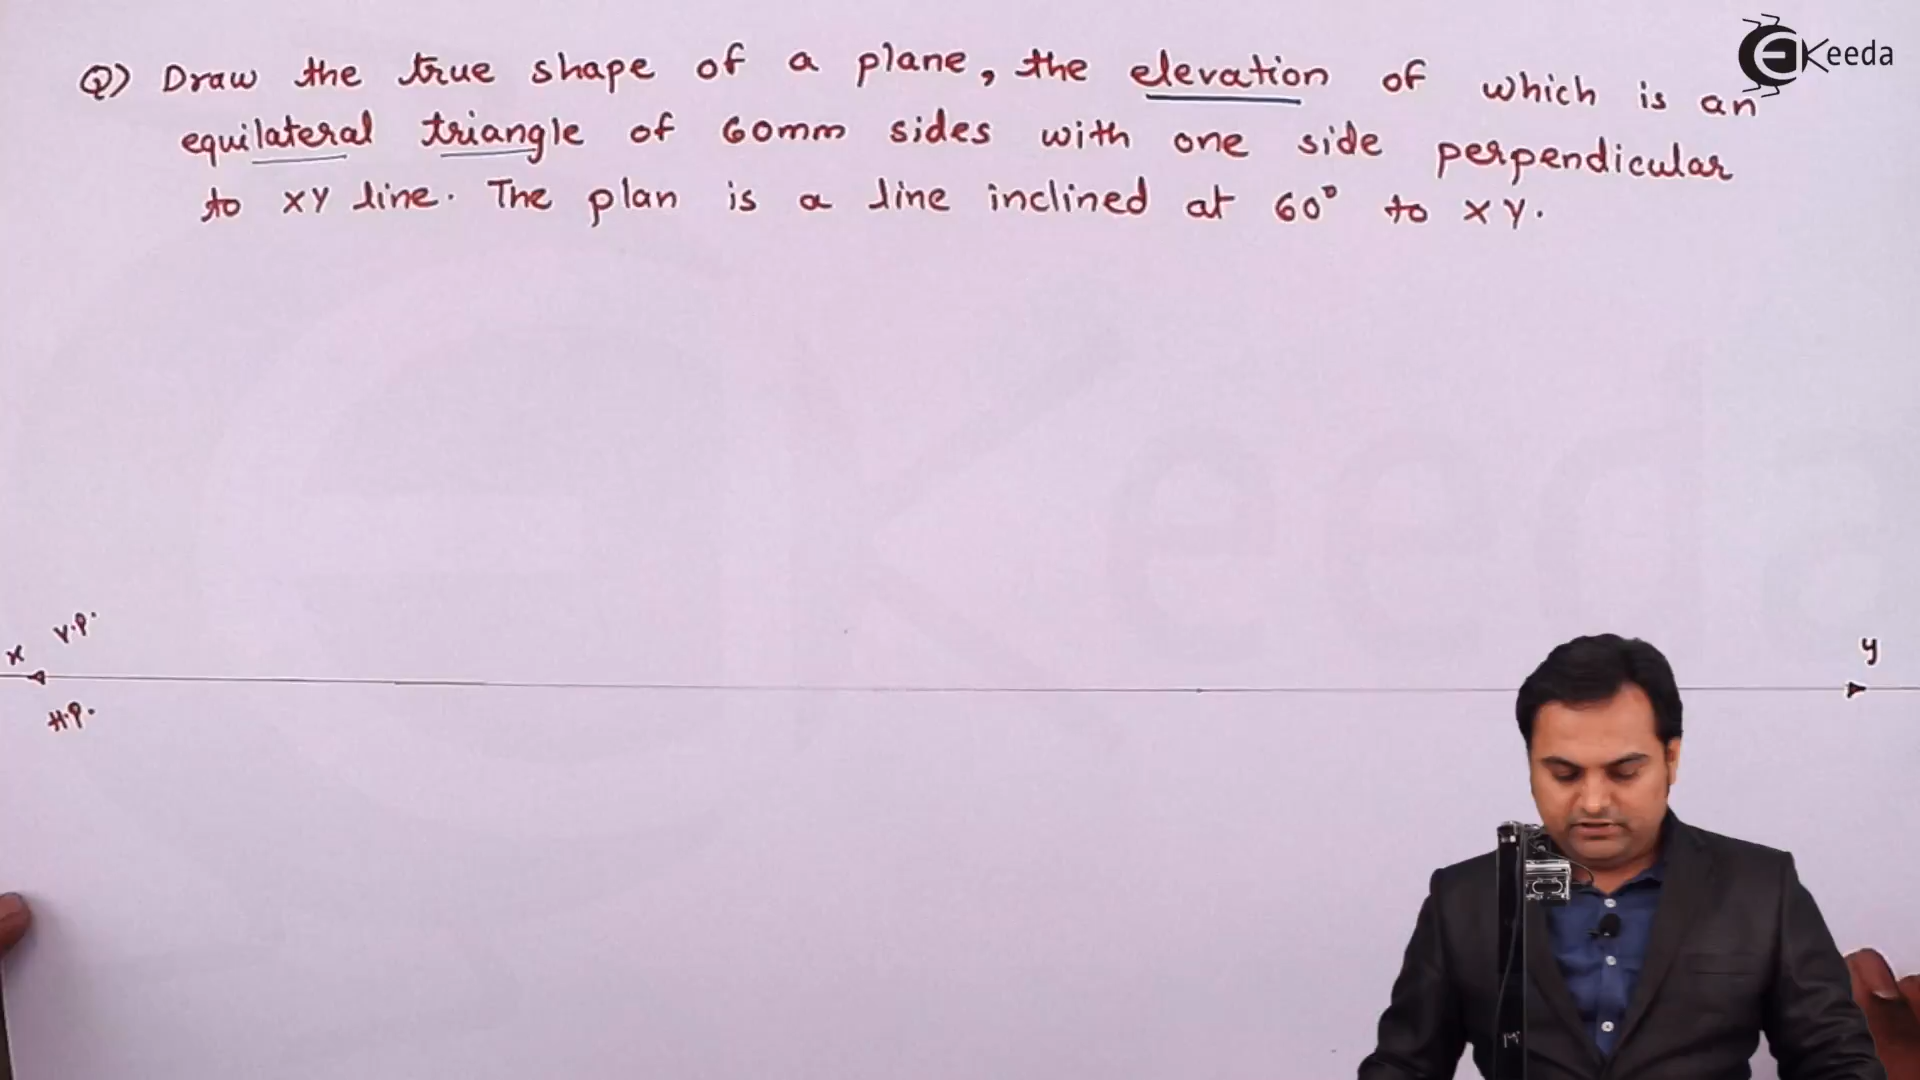 Q) Draw the true shape of a plane, the elevation of which is an
equilateral triangle of 60mm sides with one side perpendicular
to XY line. The plan is a line inclined at 60° to XY.
EKeeda
V.P.
X
y
H.P.